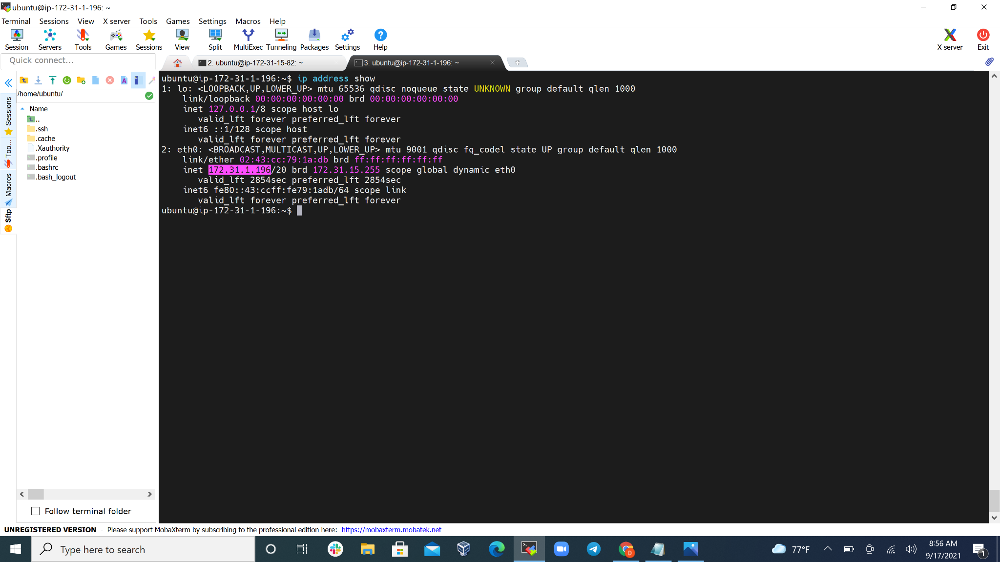 ubuntu@ip-172-31-1-196: ~
Terminal Sessions View X server Tools Games Settings Macros Help
Session Servers Tools Games Sessions View Split MultiExec Tunneling Packages Settings Help X server Exit
Quick connect...
2. ubuntu@ip-172-31-15-82: ~
3. ubuntu@ip-172-31-1-196: ~
/home/ubuntu/
Name
..
.ssh
.cache
.Xauthority
.profile
.bashrc
.bash_logout
Sessions
Too...
Macros
Sftp
Follow terminal folder
ubuntu@ip-172-31-1-196:~$ ip address show
1: lo: <LOOPBACK,UP,LOWER_UP> mtu 65536 qdisc noqueue state UNKNOWN group default qlen 1000
link/loopback 00:00:00:00:00:00 brd 00:00:00:00:00:00
inet 127.0.0.1/8 scope host lo
valid_lft forever preferred_lft forever
inet6 ::1/128 scope host
valid_lft forever preferred_lft forever
2: eth0: <BROADCAST,MULTICAST,UP,LOWER_UP> mtu 9001 qdisc fq_codel state UP group default qlen 1000
link/ether 02:43:cc:79:1a:db brd ff:ff:ff:ff:ff:ff
inet 172.31.1.196/20 brd 172.31.15.255 scope global dynamic eth0
valid_lft 2854sec preferred_lft 2854sec
inet6 fe80::43:ccff:fe79:1adb/64 scope link
valid_lft forever preferred_lft forever
ubuntu@ip-172-31-1-196:~$
UNREGISTERED VERSION - Please support MobaXterm by subscribing to the professional edition here: https://mobaxterm.mobatek.net
Type here to search
77°F
8:56 AM
9/17/2021
1